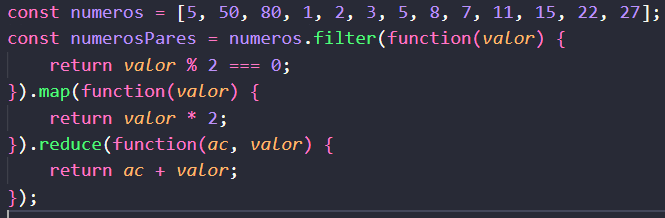 const numeros = [5, 50, 80, 1, 2, 3, 5, 8, 7, 11, 15, 22, 27];
const numerosPares = numeros.filter(function(valor) {
    return valor % 2 === 0;
}).map(function(valor) {
    return valor * 2;
}).reduce(function(ac, valor) {
    return ac + valor;
});